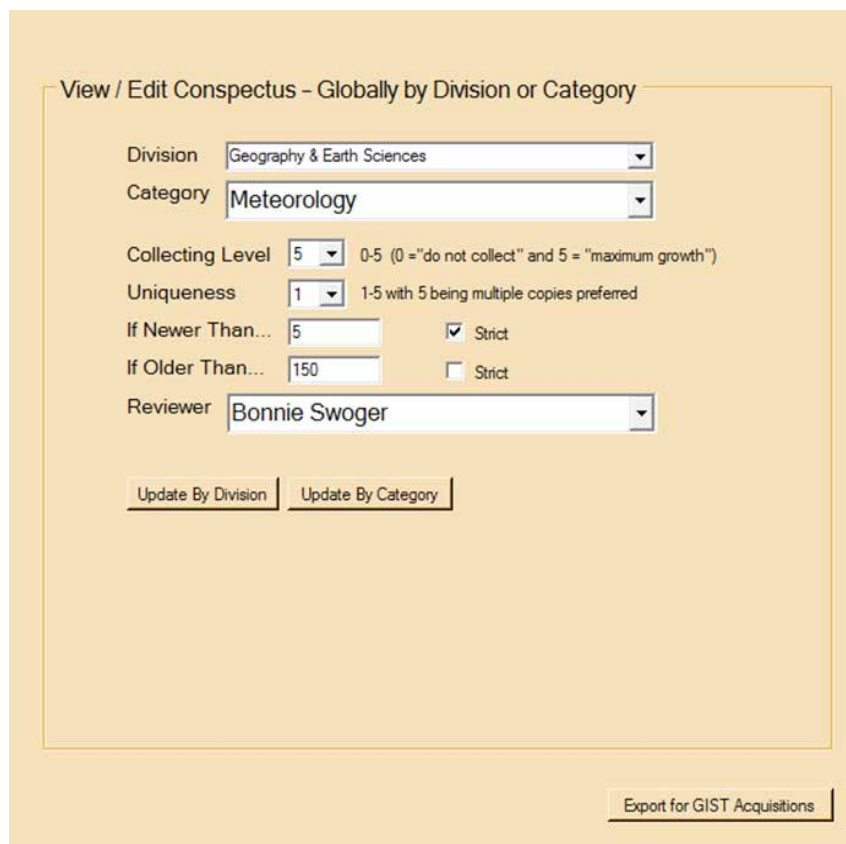 View / Edit Conspectus – Globally by Division or Category
Division Geography & Earth Sciences
Category Meteorology
Collecting Level 5 0-5 (0 ="do not collect" and 5 = "maximum growth")
Uniqueness 1 1-5 with 5 being multiple copies preferred
If Newer Than... 5 Strict
If Older Than... 150 Strict
Reviewer Bonnie Swoger
Update By Division Update By Category
Export for GIST Acquisitions